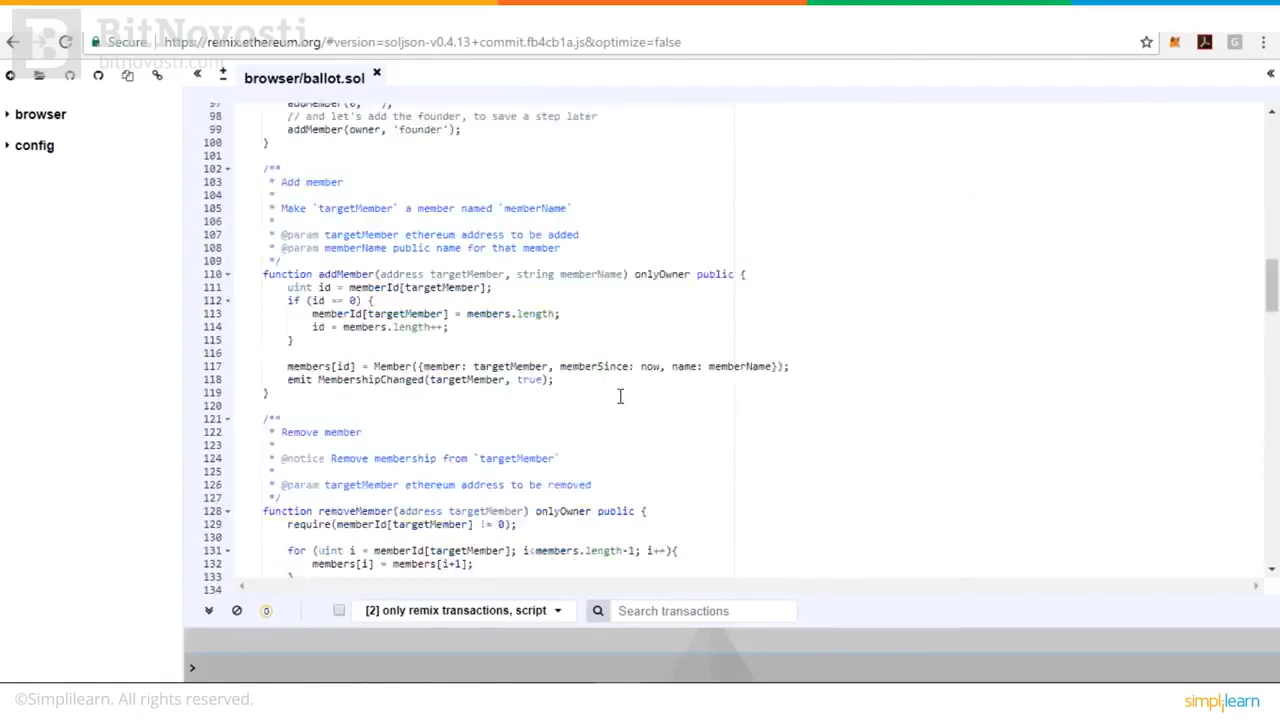 BitNovosti
bitnovosti.com
Secure https://remix.ethereum.org/#version=soljson-v0.4.13+commit.fb4cb1a.js&optimize=false
browser/ballot.sol
browser
config
97 addMember(0, '');
98 // and let's add the founder, to save a step later
99 addMember(owner, 'founder');
100 }
101
102 /**
103 * Add member
104 *
105 * Make `targetMember` a member named `memberName`
106 *
107 * @param targetMember ethereum address to be added
108 * @param memberName public name for that member
109 */
110 function addMember(address targetMember, string memberName) onlyOwner public {
111 uint id = memberId[targetMember];
112 if (id == 0) {
113 memberId[targetMember] = members.length;
114 id = members.length++;
115 }
116
117 members[id] = Member({member: targetMember, memberSince: now, name: memberName});
118 emit MembershipChanged(targetMember, true);
119 }
120
121 /**
122 * Remove member
123 *
124 * @notice Remove membership from `targetMember`
125 *
126 * @param targetMember ethereum address to be removed
127 */
128 function removeMember(address targetMember) onlyOwner public {
129 require(memberId[targetMember] != 0);
130
131 for (uint i = memberId[targetMember]; i<members.length-1; i++){
132 members[i] = members[i+1];
133 }
134
0 [2] only remix transactions, script Search transactions
>
©Simplilearn. All rights reserved.
simplilearn